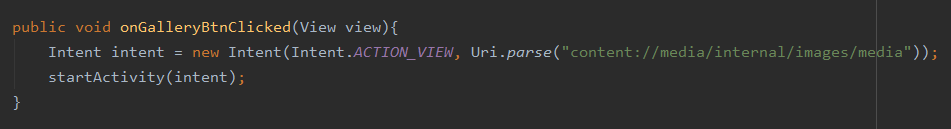 public void onGalleryBtnClicked(View view){
    Intent intent = new Intent(Intent.ACTION_VIEW, Uri.parse("content://media/internal/images/media"));
    startActivity(intent);
}